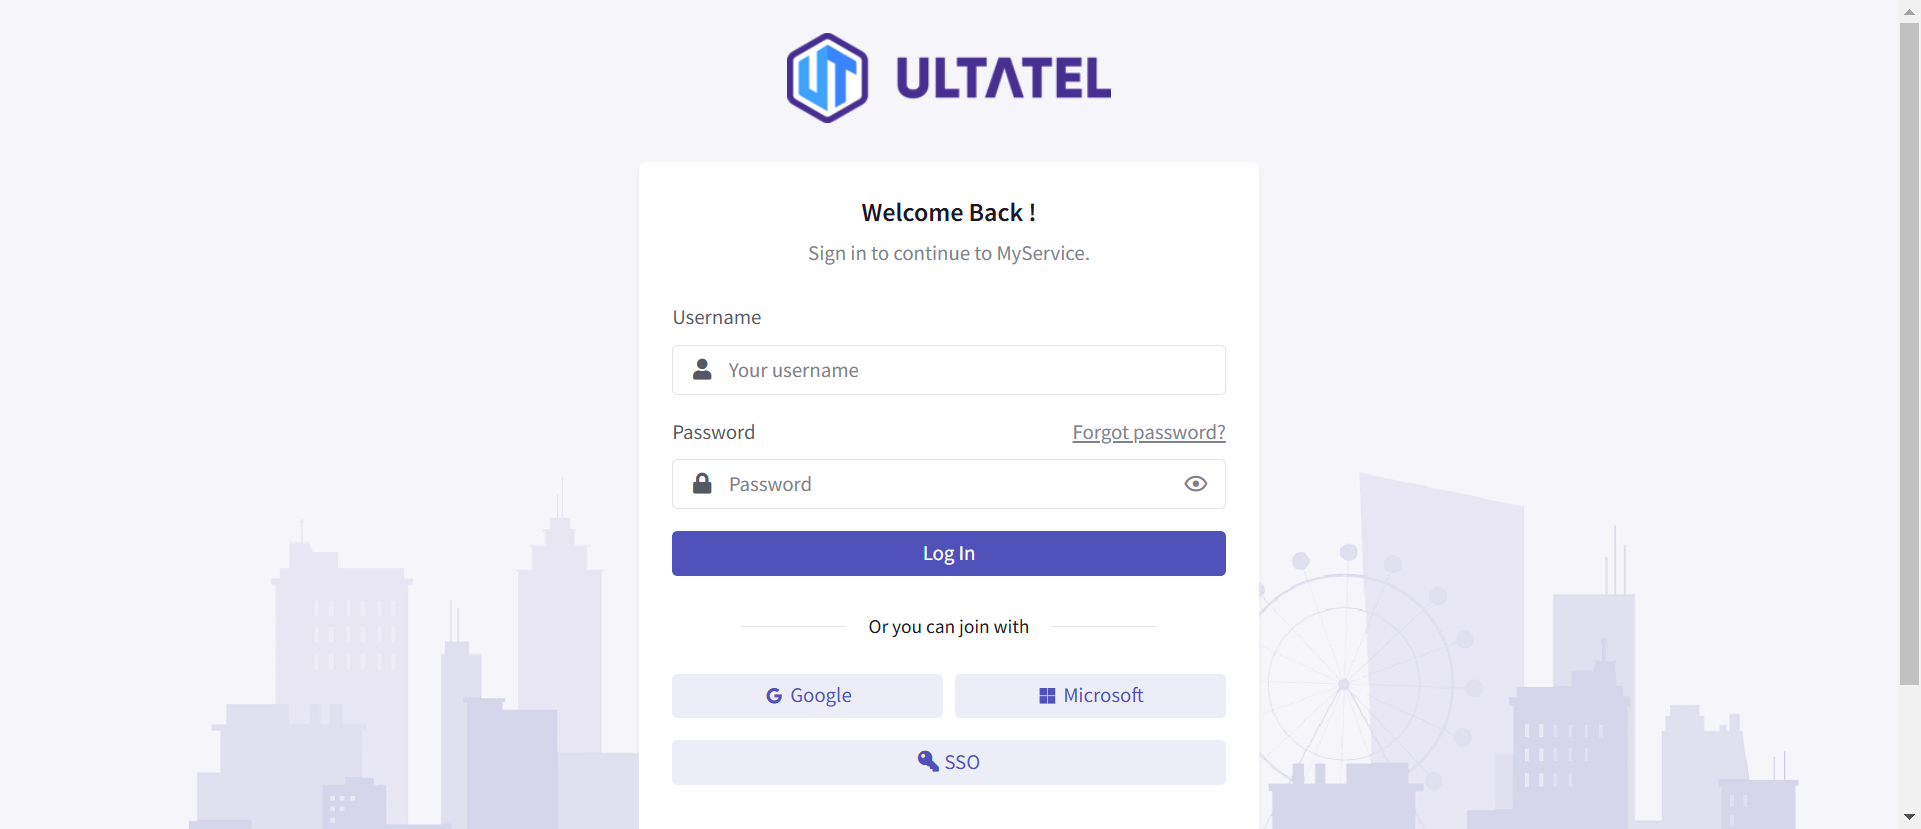 UT ULTATEL
Welcome Back !
Sign in to continue to MyService.
Username
Your username
Password Forgot password?
Password
Log In
Or you can join with
G Google
Microsoft
SSO